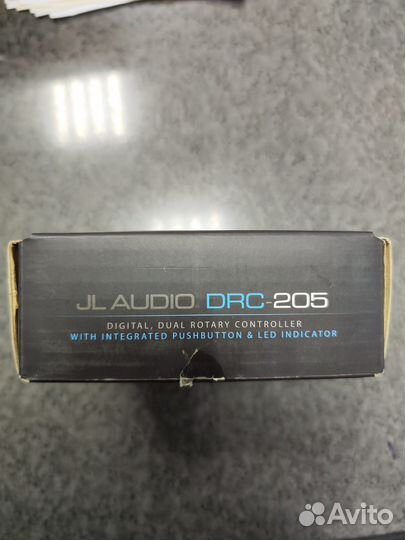 JL AUDIO DRC-205
DIGITAL, DUAL ROTARY CONTROLLER
WITH INTEGRATED PUSHBUTTON & LED INDICATOR
Avito